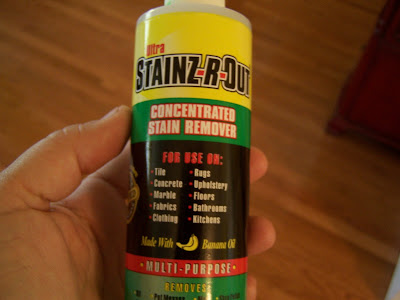 Ultra
STAINZ-R-OUT
CONCENTRATED
STAIN REMOVER
FOR USE ON:
· Tile · Rugs
· Concrete · Upholstery
· Marble · Floors
· Fabrics · Bathrooms
· Clothing · Kitchens
Made With Banana Oil
· MULTI-PURPOSE ·
REMOVES: